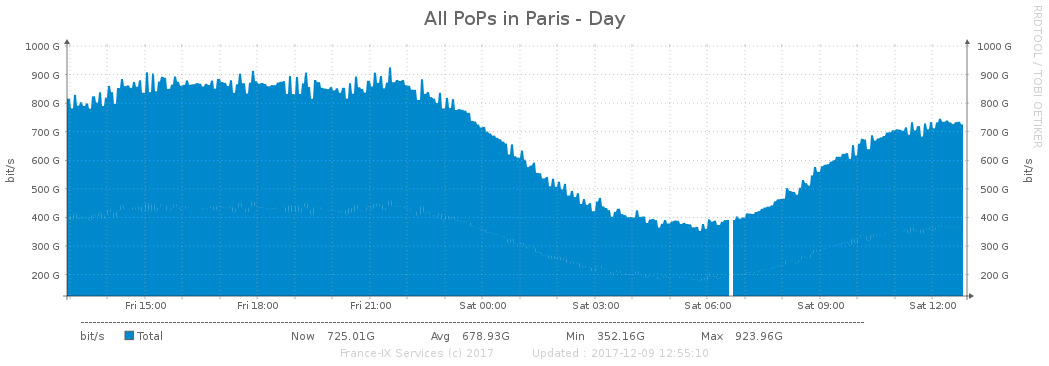 All PoPs in Paris - Day
RRDTOOL / TOBI OETIKER
bit/s
1000 G
900 G
800 G
700 G
600 G
500 G
400 G
300 G
200 G
1000 G
900 G
800 G
700 G
600 G
500 G
400 G
300 G
200 G
bit/s
Fri 15:00 Fri 18:00 Fri 21:00 Sat 00:00 Sat 03:00 Sat 06:00 Sat 09:00 Sat 12:00
bit/s Total Now 725.01G Avg 678.93G Min 352.16G Max 923.96G
France-IX Services (c) 2017 Updated : 2017-12-09 12:55:10